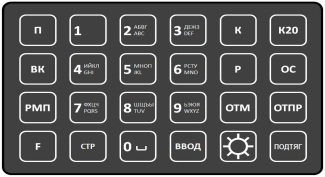 П 1 2 АБВГ ABC 3 ДЕЖЗ DEF К К20
ВК 4 ИЙКЛ GHI 5 МНОП JKL 6 РСТУ MNO Р ОС
РМП 7 ФХЦЧ PQRS 8 ШЩЪЫ TUV 9 ЬЭЮЯ WXYZ ОТМ ОТПР
F СТР 0 ВВОД ПОДТЯГ